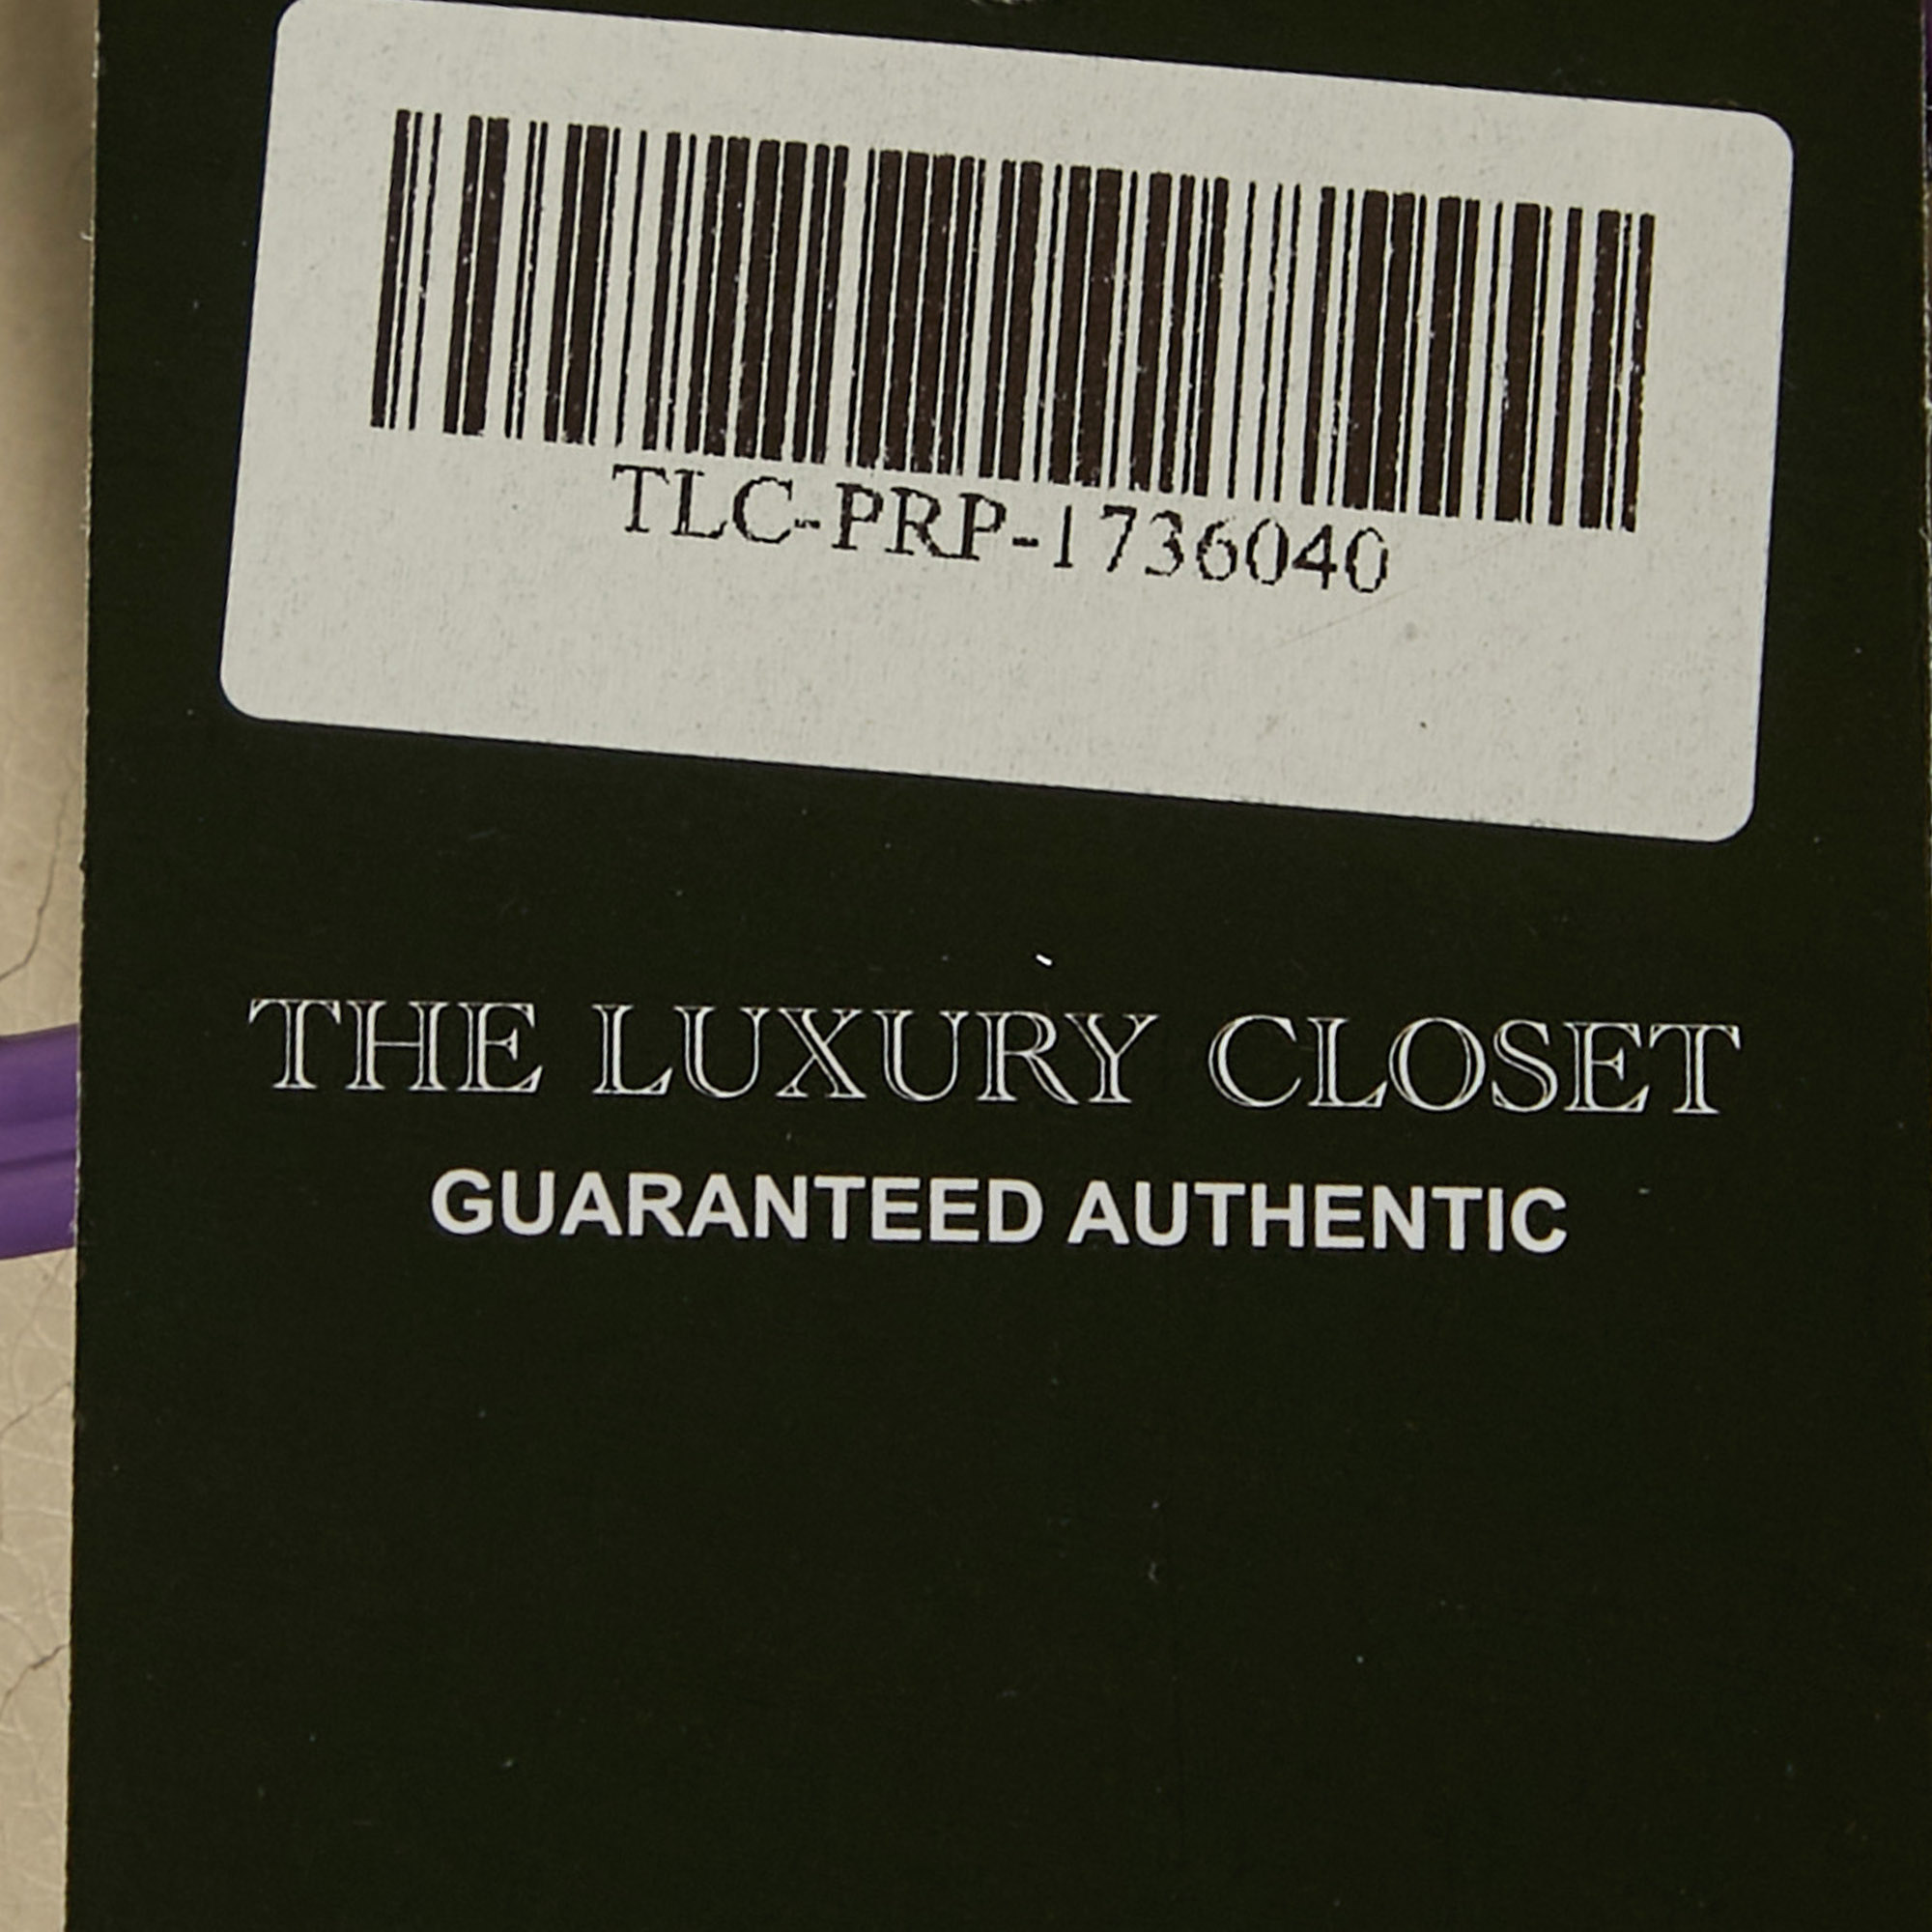 TLC-PRP-1736040
THE LUXURY CLOSET
GUARANTEED AUTHENTIC